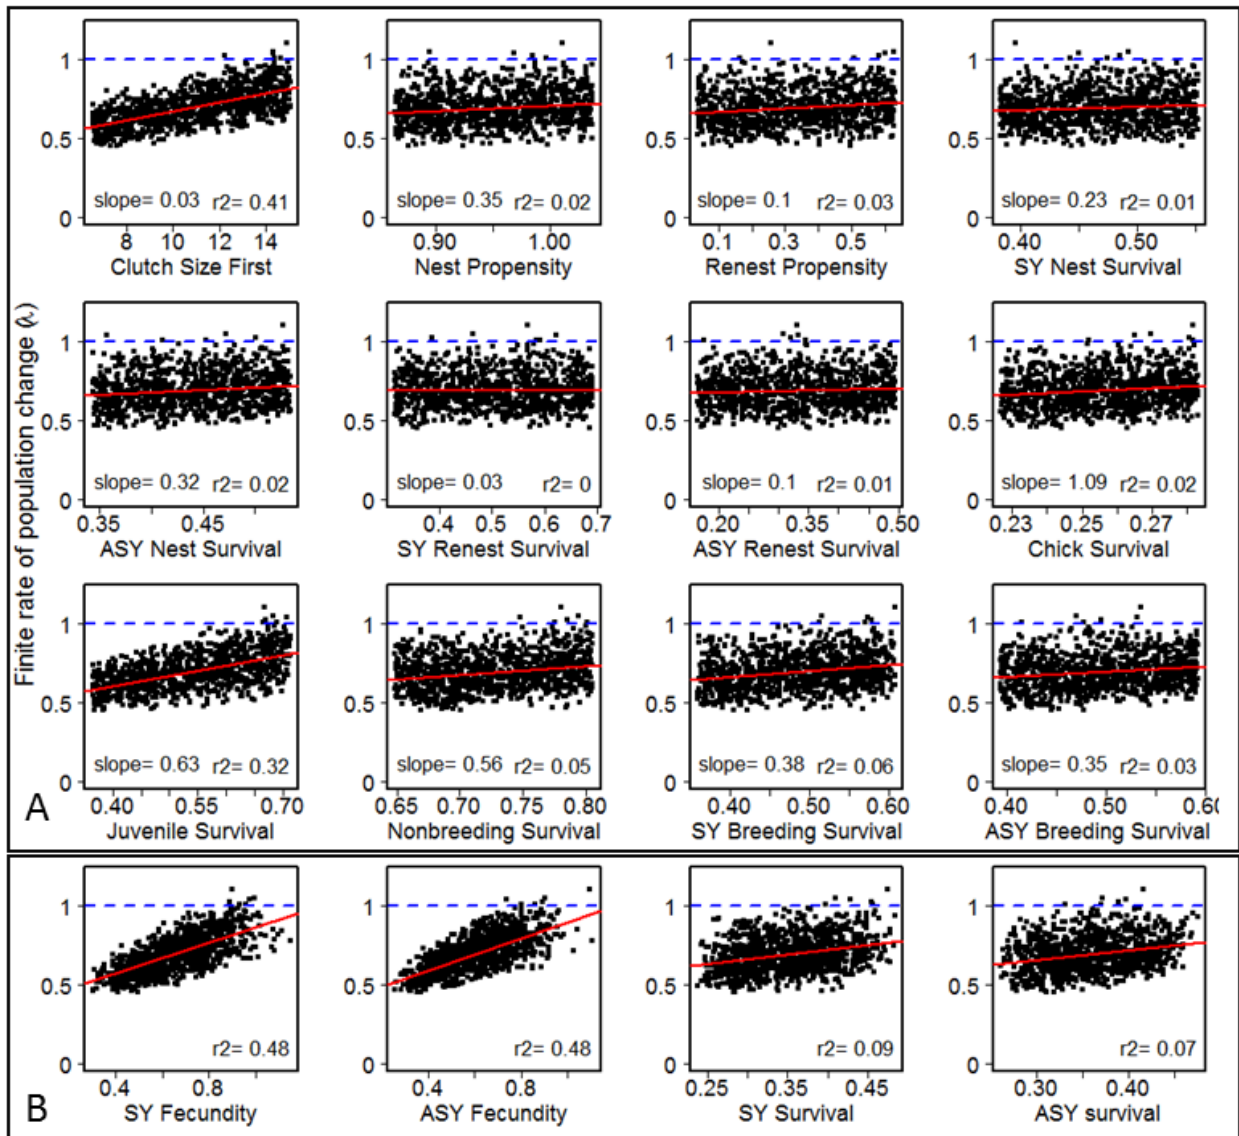 Finite rate of population change (λ)
1
0.5
0
slope= 0.03 r2= 0.41
8 10 12 14
Clutch Size First
1
0.5
0
slope= 0.35 r2= 0.02
0.90 1.00
Nest Propensity
1
0.5
0
slope= 0.1 r2= 0.03
0.1 0.3 0.5
Renest Propensity
1
0.5
0
slope= 0.23 r2= 0.01
0.40 0.50
SY Nest Survival
1
0.5
0
slope= 0.32 r2= 0.02
0.35 0.45
ASY Nest Survival
1
0.5
0
slope= 0.03 r2= 0
0.4 0.5 0.6 0.7
SY Renest Survival
1
0.5
0
slope= 0.1 r2= 0.01
0.20 0.35 0.50
ASY Renest Survival
1
0.5
0
slope= 1.09 r2= 0.02
0.23 0.25 0.27
Chick Survival
1
0.5
0
slope= 0.63 r2= 0.32
0.40 0.55 0.70
Juvenile Survival
1
0.5
0
slope= 0.56 r2= 0.05
0.65 0.70 0.75 0.80
Nonbreeding Survival
1
0.5
0
slope= 0.38 r2= 0.06
0.40 0.50 0.60
SY Breeding Survival
1
0.5
0
slope= 0.35 r2= 0.03
0.40 0.50 0.60
ASY Breeding Survival
A
1
0.5
0
r2= 0.48
0.4 0.8
SY Fecundity
1
0.5
0
r2= 0.48
0.4 0.8
ASY Fecundity
1
0.5
0
r2= 0.09
0.25 0.35 0.45
SY Survival
1
0.5
0
r2= 0.07
0.30 0.40
ASY survival
B